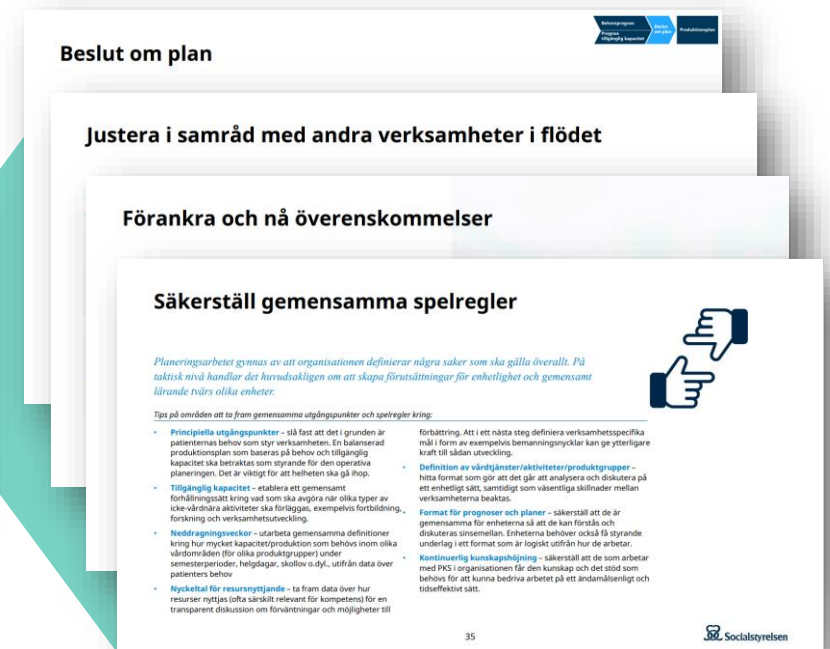 Beslut om plan
Behovsprognos
Prognos
tillgänglig kapacitet
Beslut
om plan
Produktionsplan
Justera i samråd med andra verksamheter i flödet
Förankra och nå överenskommelser
Säkerställ gemensamma spelregler
Planeringsarbetet gynnas av att organisationen definierar några saker som ska gälla överallt. På
taktisk nivå handlar det huvudsakligen om att skapa förutsättningar för enhetlighet och gemensamt
lärande tvärs olika enheter.
Tips på områden att ta fram gemensamma utgångspunkter och spelregler kring:
• Principiella utgångspunkter – slå fast att det i grunden är
patienternas behov som styr verksamheten. En balanserad
produktionsplan som baseras på behov och tillgänglig
kapacitet ska betraktas som styrande för den operativa
planeringen. Det är viktigt för att helheten ska gå ihop.
• Tillgänglig kapacitet – etablera ett gemensamt
förhållningssätt kring vad som ska avgöra när olika typer av
icke-vårdnära aktiviteter ska förläggas, exempelvis fortbildning,
forskning och verksamhetsutveckling.
• Neddragningsveckor – utarbeta gemensamma definitioner
kring hur mycket kapacitet/produktion som behövs inom olika
vårdområden (för olika produktgrupper) under
semesterperioder, helgdagar, skollov o.dyl., utifrån data över
patienters behov
• Nyckeltal för resursnyttjande – ta fram data över hur
resurser nyttjas (ofta särskilt relevant för kompetens) för en
transparent diskussion om förväntningar och möjligheter till
förbättring. Att i ett nästa steg definiera verksamhetsspecifika
mål i form av exempelvis bemanningsnycklar kan ge ytterligare
kraft till sådan utveckling.
• Definition av vårdtjänster/aktiviteter/produktgrupper –
hitta format som gör att det går att analysera och diskutera på
ett enhetligt sätt, samtidigt som väsentliga skillnader mellan
verksamheterna beaktas.
• Format för prognoser och planer – säkerställ att de är
gemensamma för enheterna så att de kan förstås och
diskuteras sinsemellan. Enheterna behöver också få styrande
underlag i ett format som är logiskt utifrån hur de arbetar.
• Kontinuerlig kunskapshöjning – säkerställ att de som arbetar
med PKS i organisationen får den kunskap och det stöd som
behövs för att kunna bedriva arbetet på ett ändamålsenligt och
tidseffektivt sätt.
35
Socialstyrelsen